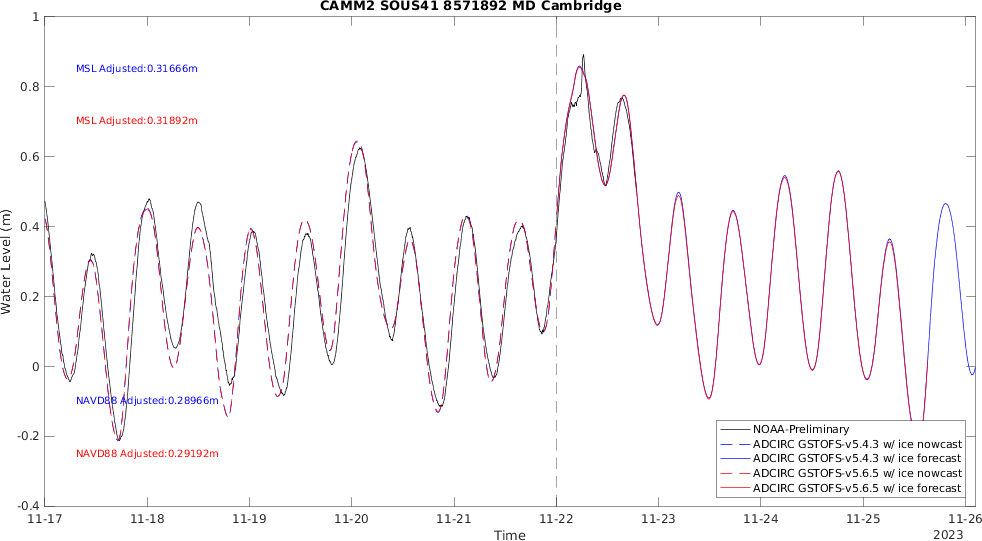 CAMM2 SOUS41 8571892 MD Cambridge
1
0.8
0.6
0.4
0.2
0
-0.2
-0.4
Water Level (m)
MSL Adjusted:0.31666m
MSL Adjusted:0.31892m
NAVD88 Adjusted:0.28966m
NAVD88 Adjusted:0.29192m
NOAA-Preliminary
ADCIRC GSTOFS-v5.4.3 w/ ice nowcast
ADCIRC GSTOFS-v5.4.3 w/ ice forecast
ADCIRC GSTOFS-v5.6.5 w/ ice nowcast
ADCIRC GSTOFS-v5.6.5 w/ ice forecast
11-17 11-18 11-19 11-20 11-21 11-22 11-23 11-24 11-25 11-26
Time
2023